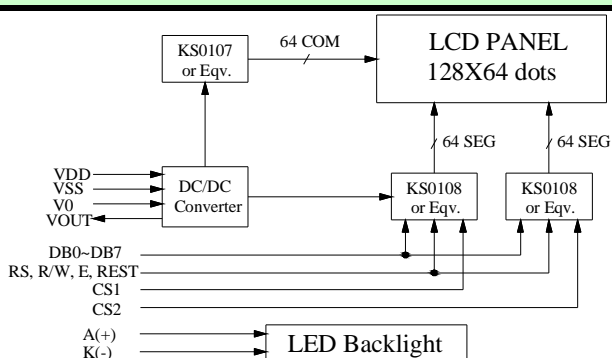 KS0107
or Eqv.
64 COM
LCD PANEL
128X64 dots
64 SEG
64 SEG
VDD
VSS
V0
VOUT
DC/DC
Converter
KS0108
or Eqv.
KS0108
or Eqv.
DB0~DB7
RS, R/W, E, REST
CS1
CS2
A(+)
K(-)
LED Backlight